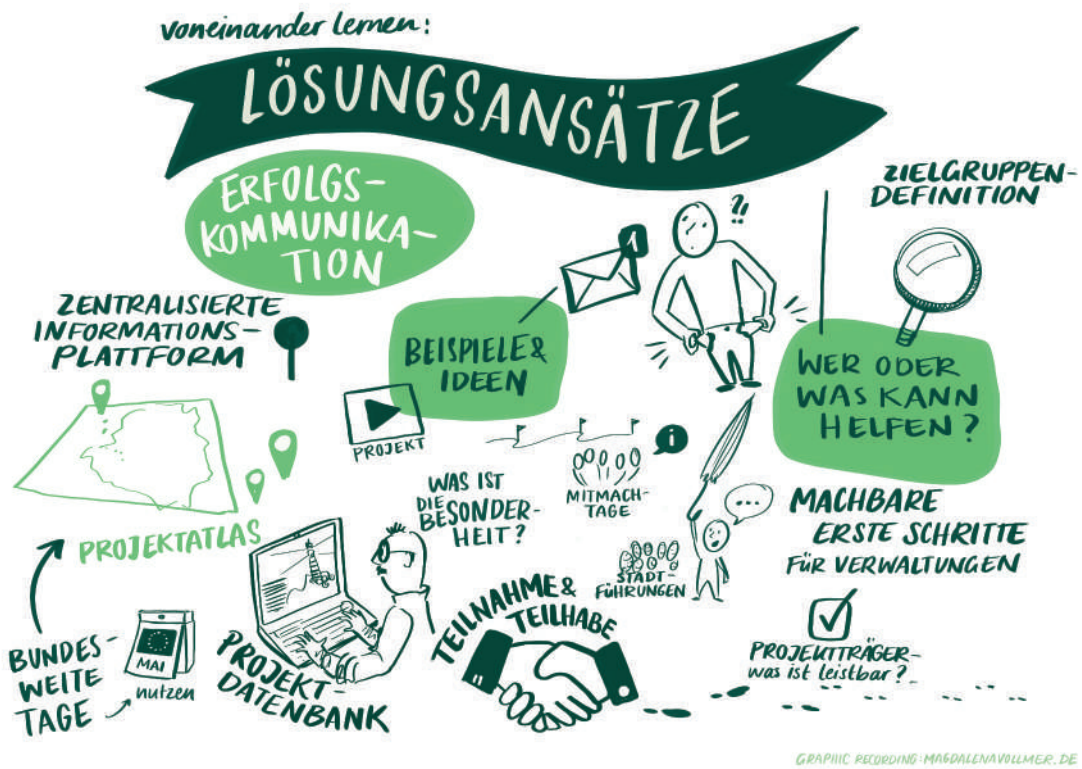 voneinander lernen:
LÖSUNGSANSÄTZE
ERFOLGS-
KOMMUNIKA-
TION
ZIELGRUPPEN-
DEFINITION
?!
1
ZENTRALISIERTE
INFORMATIONS-
PLATTFORM
BEISPIELE &
IDEEN
WER ODER
WAS KANN
HELFEN?
PROJEKT
i
MITMACH-
TAGE
WAS IST
DIE
BESONDER-
HEIT?
PROJEKTATLAS
STADT-
FÜHRUNGEN
...
MACHBARE
ERSTE SCHRITTE
FÜR VERWALTUNGEN
BUNDES-
WEITE
TAGE
MAI
nutzen
PROJEKT-
DATENBANK
TEILNAHME &
TEILHABE
PROJEKTTRÄGER-
was ist leistbar?
GRAPHIC RECORDING: MAGDALENAVOLLMER.DE